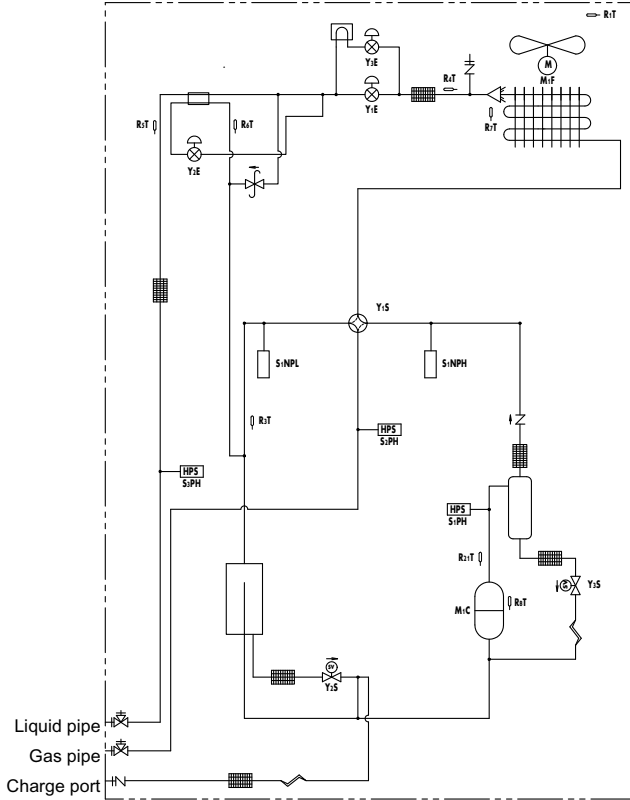 R1T
M
M1F
Y3E
R4T
Y1E
R7T
R5T
R6T
Y2E
Y1S
S1NPL
S1NPH
R3T
HPS
S2PH
HPS
S3PH
HPS
S1PH
R21T
M1C
R8T
SV
Y3S
SV
Y2S
Liquid pipe
Gas pipe
Charge port